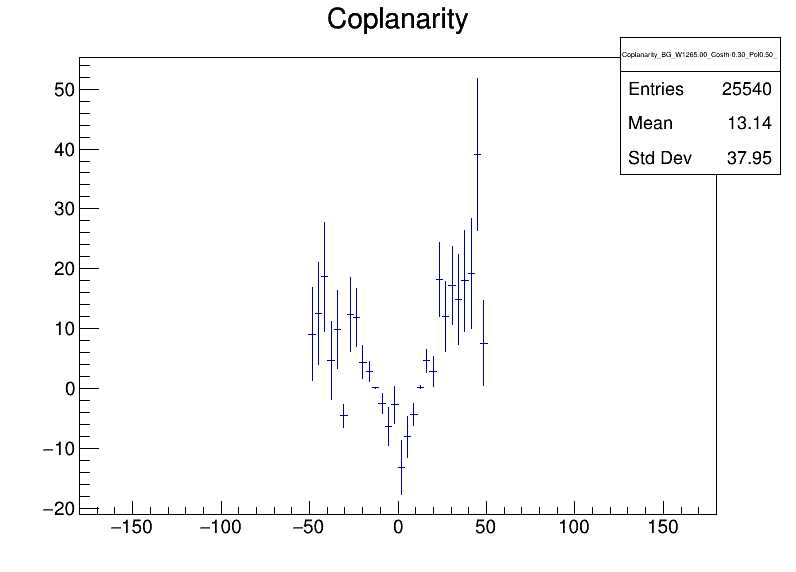 Coplanarity
Coplanarity_BG_W1265.00_Costh-0.30_Pol0.50_
Entries 25540
Mean 13.14
Std Dev 37.95
50
40
30
20
10
0
−10
−20
−150 −100 −50 0 50 100 150